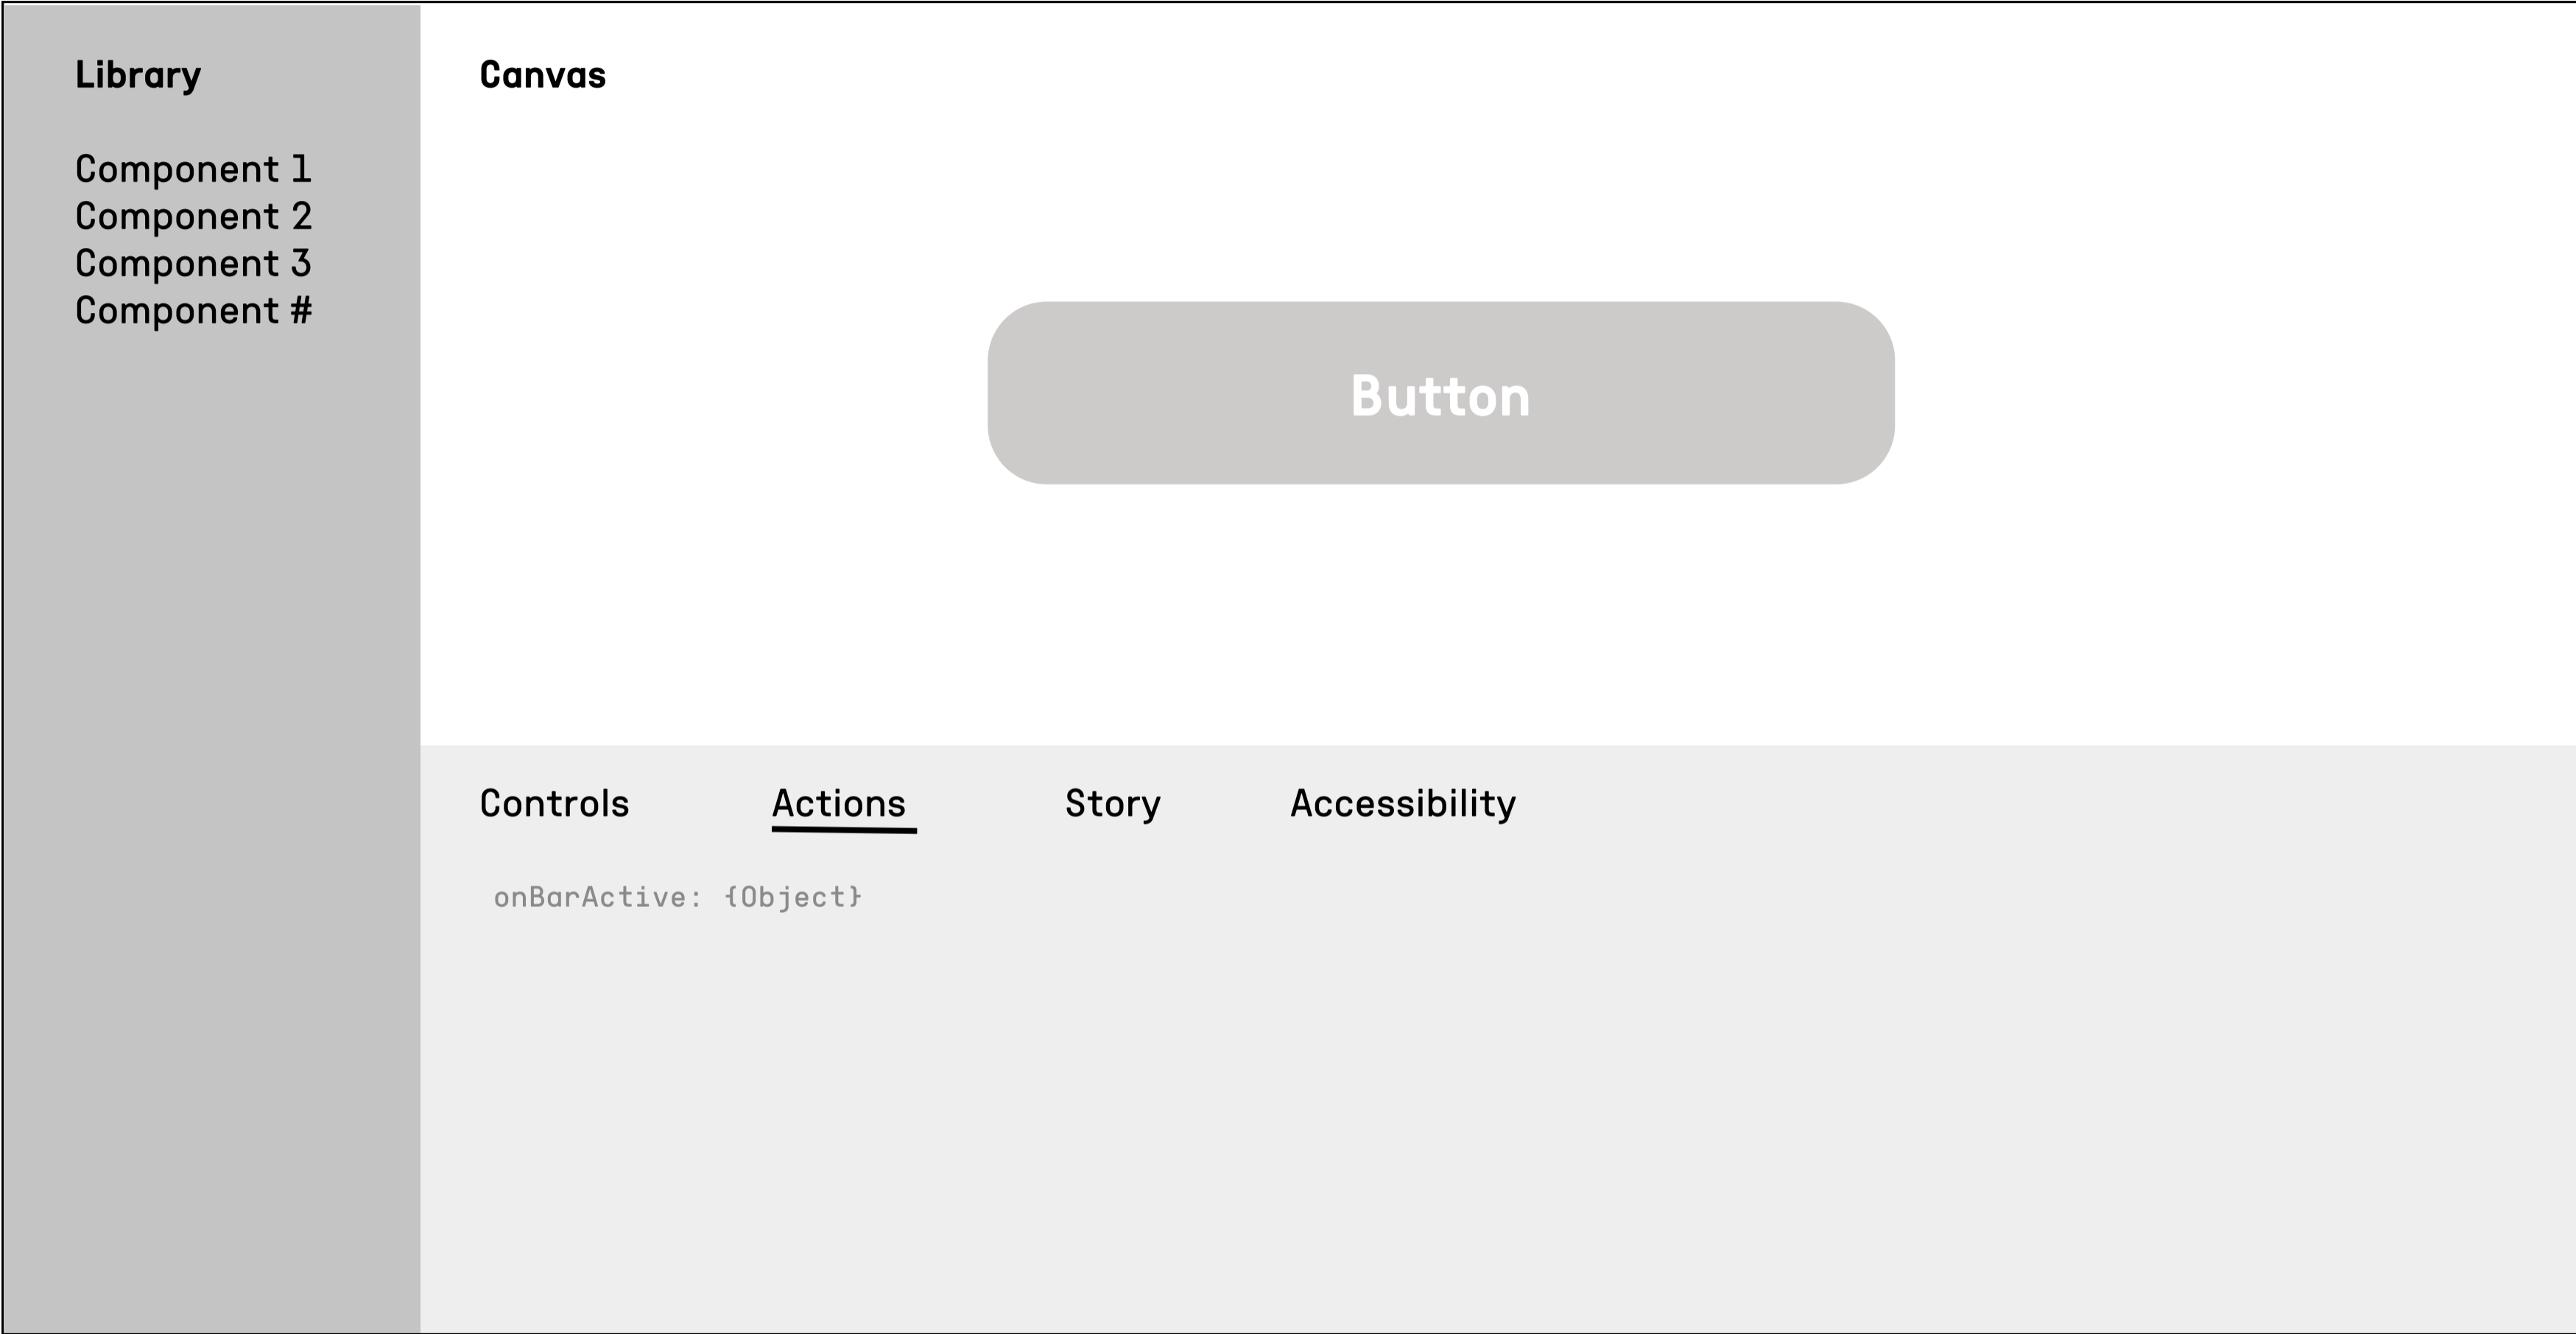 Library
Component 1
Component 2
Component 3
Component #
Canvas
Button
Controls Actions Story Accessibility
onBarActive: {Object}